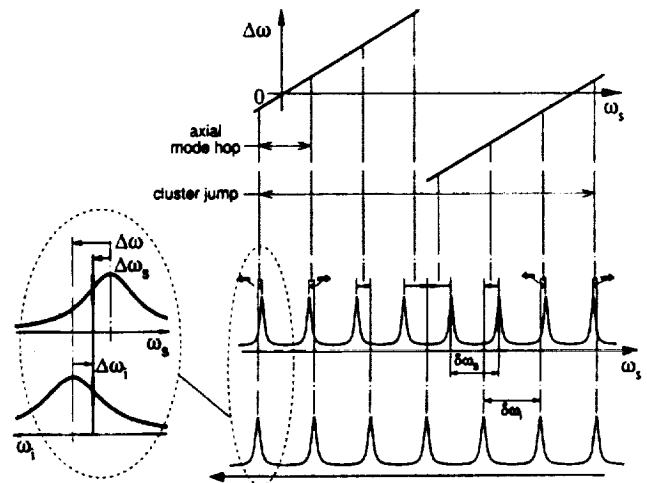 Δω
0
ω_s
axial
mode hop
cluster jump
Δω
Δω_s
ω_s
Δω_i
ω_i
ω_s
δω_s
δω_i